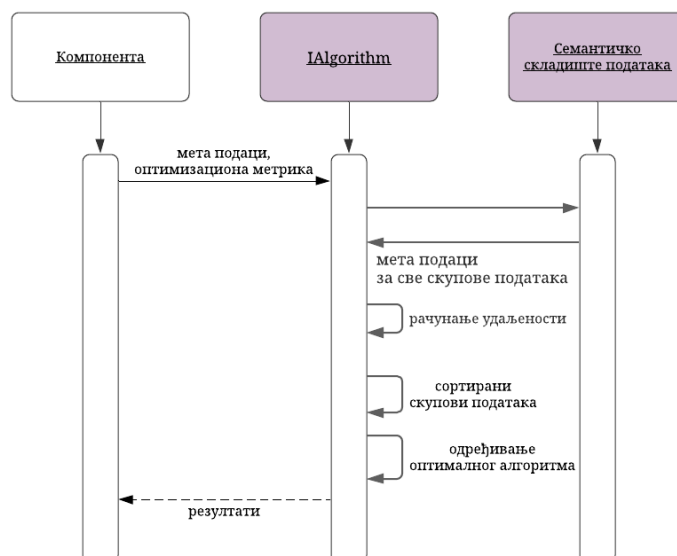 Компонента
IAlgorithm
Семантичко
складиште података
мета подаци,
оптимизациона метрика
мета подаци
за све скупове података
рачунање удаљености
сортирани
скупови података
одређивање
оптималног алгоритма
резултати